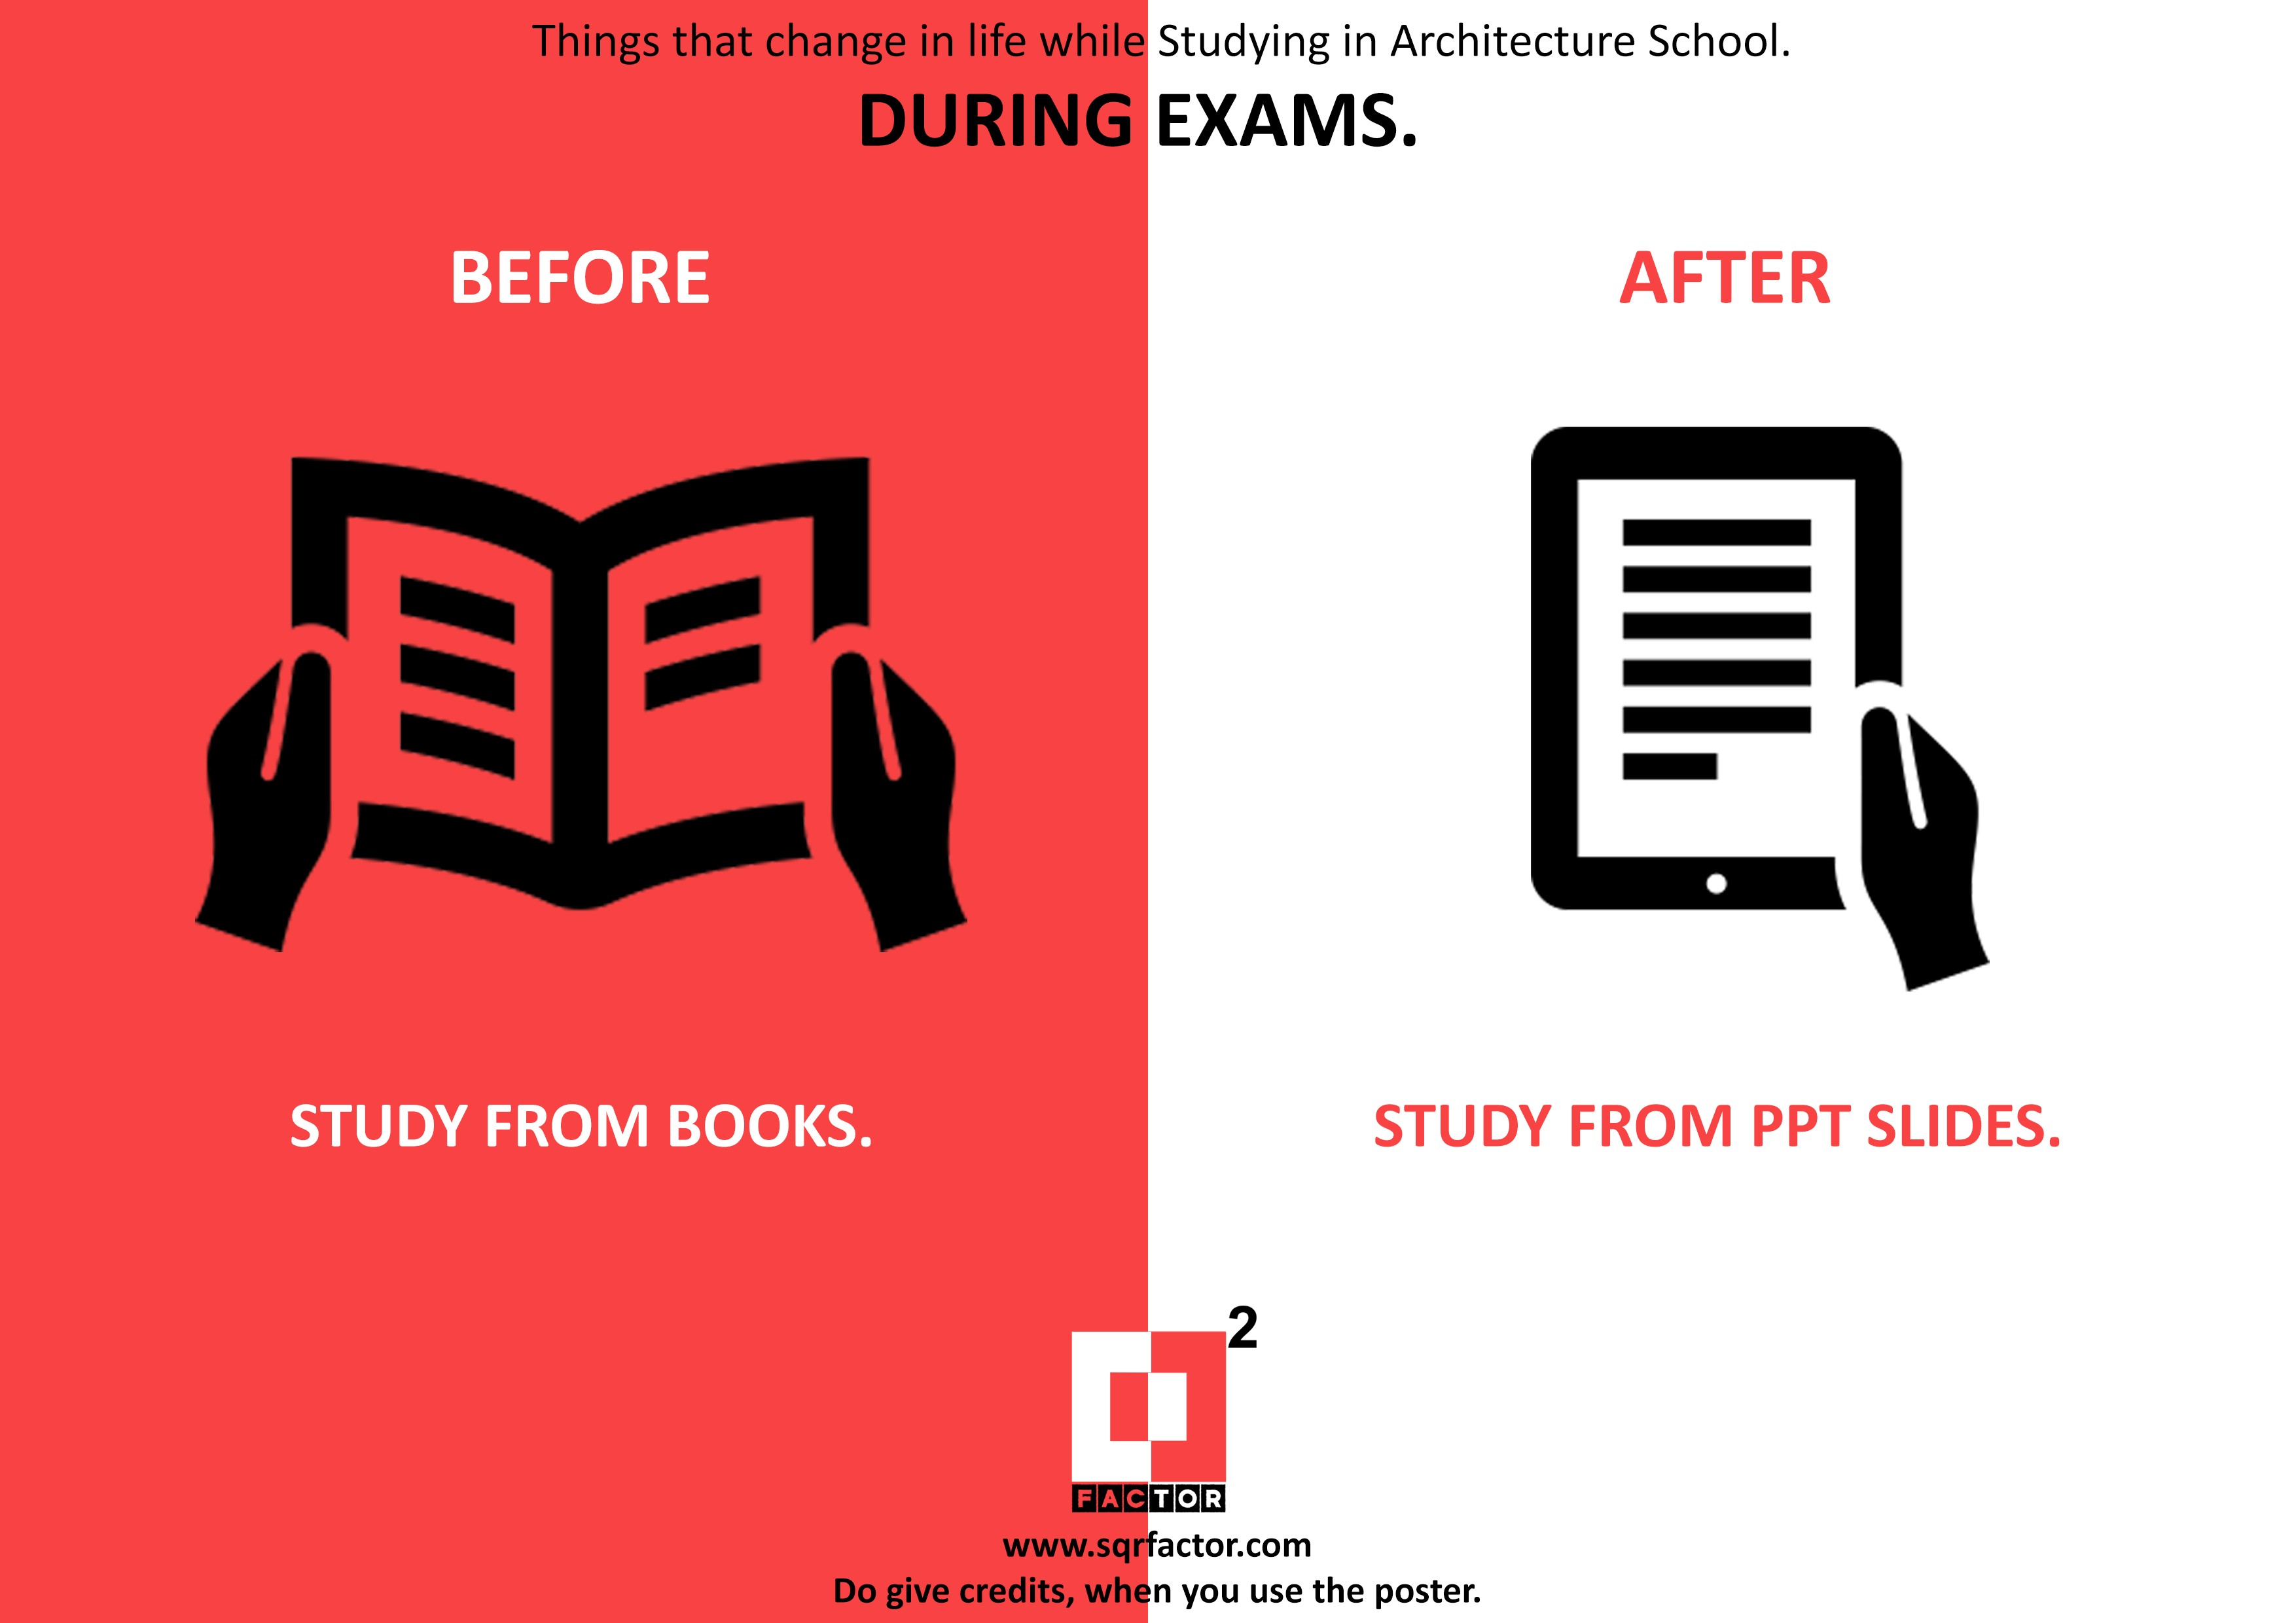 Things that change in life while Studying in Architecture School.
DURING EXAMS.
BEFORE
AFTER
STUDY FROM BOOKS.
STUDY FROM PPT SLIDES.
2
FACTOR
www.sqrfactor.com
Do give credits, when you use the poster.